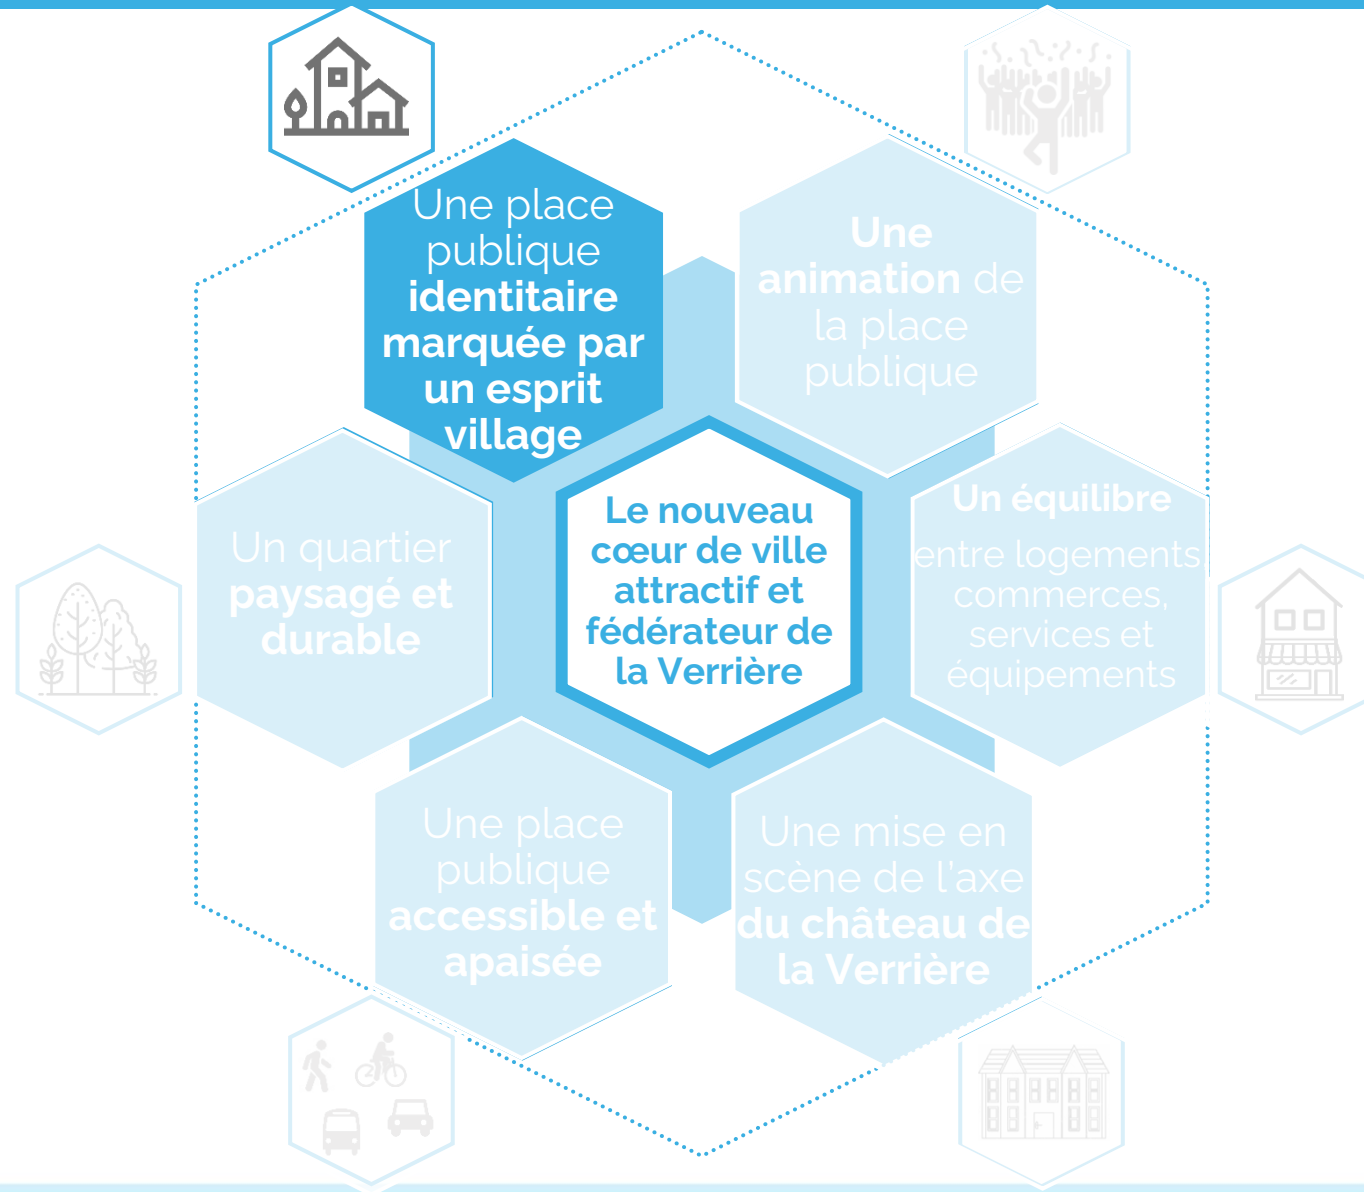 Une place
publique
identitaire
marquée par
un esprit
village
Une
animation de
la place
publique
Un quartier
paysagé et
durable
Le nouveau
cœur de ville
attractif et
fédérateur de
la Verrière
Un équilibre
entre logements,
commerces,
services et
équipements
Une place
publique
accessible et
apaisée
Une mise en
scène de l'axe
du château de
la Verrière